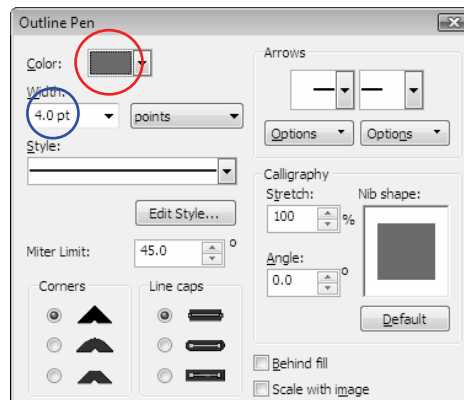 Outline Pen
Color:
Width:
4.0 pt
points
Style:
Edit Style...
Miter Limit:
45.0
°
Corners
Line caps
Arrows
Options
Options
Calligraphy
Stretch:
Nib shape:
100
%
Angle:
0.0
°
Default
Behind fill
Scale with image